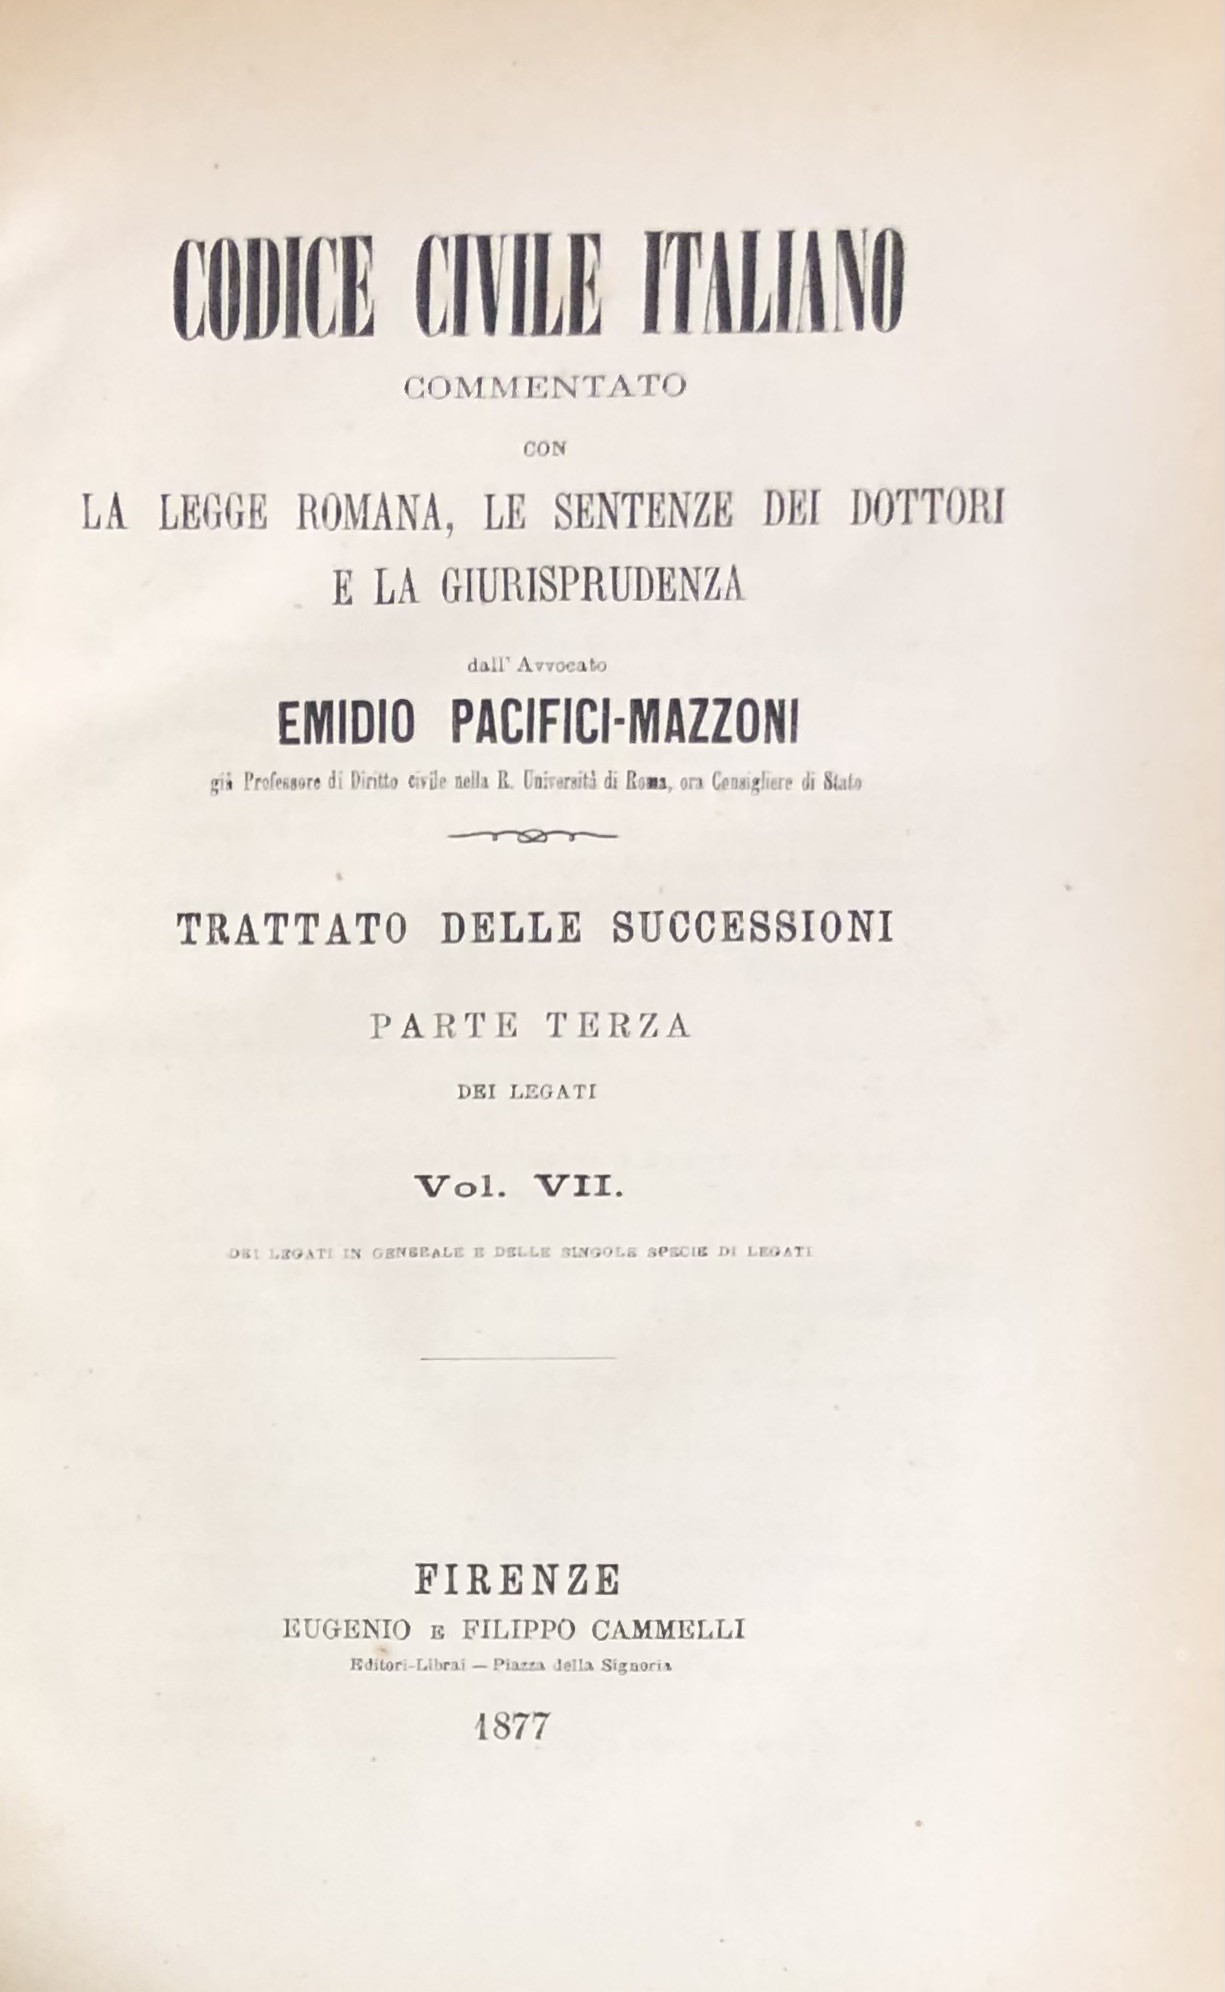 CODICE CIVILE ITALIANO
COMMENTATO
CON
LA LEGGE ROMANA, LE SENTENZE DEI DOTTORI
E LA GIURISPRUDENZA
dall' Avvocato
EMIDIO PACIFICI-MAZZONI
già Professore di Diritto civile nella R. Università di Roma, ora Consigliere di Stato
TRATTATO DELLE SUCCESSIONI
PARTE TERZA
DEI LEGATI
Vol. VII.
DEI LEGATI IN GENERALE E DELLE SINGOLE SPECIE DI LEGATI
FIRENZE
EUGENIO E FILIPPO CAMMELLI
Editori-Librai — Piazza della Signoria
1877